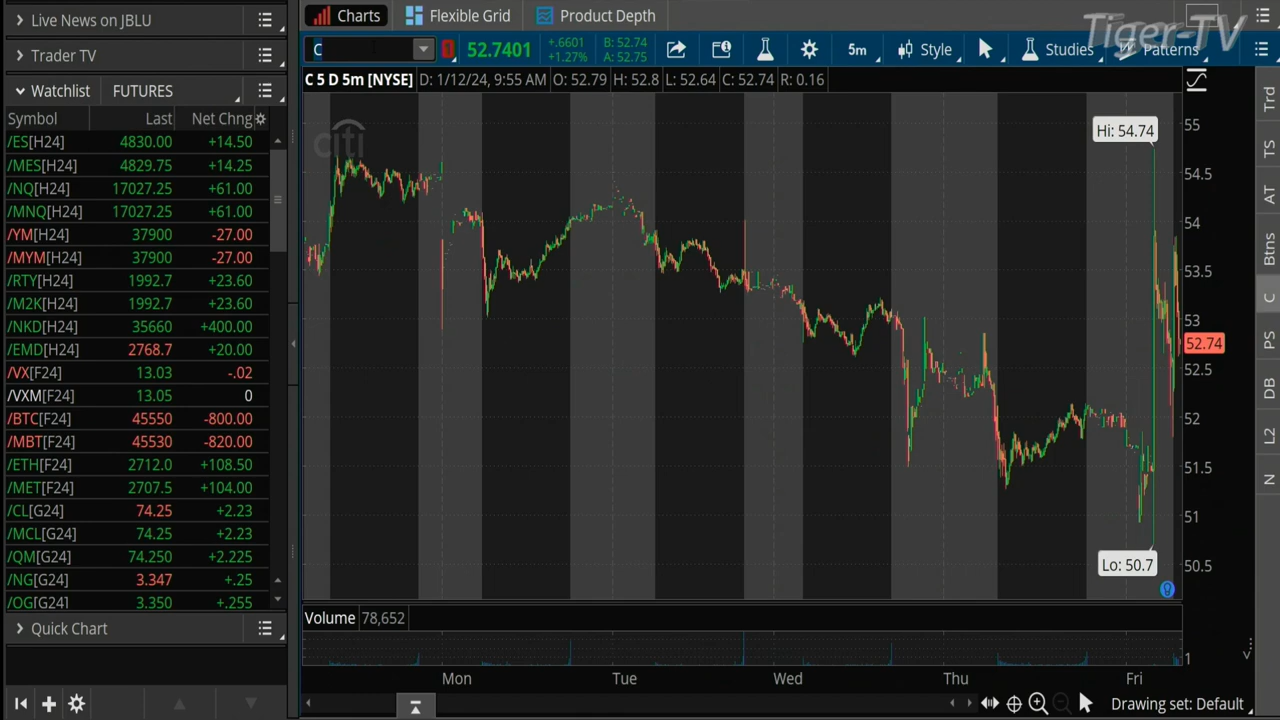 Live News on JBLU
Charts
Flexible Grid
Product Depth
Tiger-TV
Trader TV
C
52.7401
+.6601
+1.27%
B: 52.74
A: 52.75
5m
Style
Studies
Patterns
Watchlist
FUTURES
C 5 D 5m [NYSE]
D: 1/12/24, 9:55 AM
O: 52.79
H: 52.8
L: 52.64
C: 52.74
R: 0.16
Symbol Last Net Chng
/ES[H24] 4830.00 +14.50
/MES[H24] 4829.75 +14.25
/NQ[H24] 17027.25 +61.00
/MNQ[H24] 17027.25 +61.00
/YM[H24] 37900 -27.00
/MYM[H24] 37900 -27.00
/RTY[H24] 1992.7 +23.60
/M2K[H24] 1992.7 +23.60
/NKD[H24] 35660 +400.00
/EMD[H24] 2768.7 +20.00
/VX[F24] 13.03 -.02
/VXM[F24] 13.05 0
/BTC[F24] 45550 -800.00
/MBT[F24] 45530 -820.00
/ETH[F24] 2712.0 +108.50
/MET[F24] 2707.5 +104.00
/CL[G24] 74.25 +2.23
/MCL[G24] 74.25 +2.23
/QM[G24] 74.250 +2.225
/NG[G24] 3.347 +.25
/QG[G24] 3.350 +.255
Quick Chart
citi
Hi: 54.74
Lo: 50.7
55
54.5
54
53.5
53
52.74
52.5
52
51.5
51
50.5
Trd
TS
AT
Btns
C
PS
DB
L2
N
Volume 78,652
1
Mon Tue Wed Thu Fri
Drawing set: Default